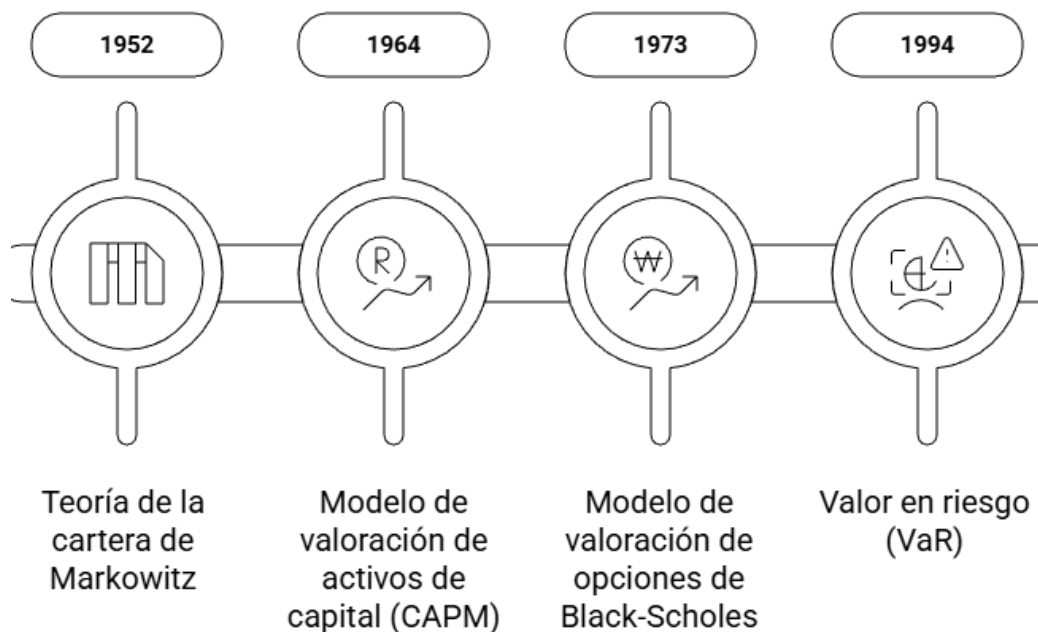 1952
1964
1973
1994
Teoría de la
cartera de
Markowitz
Modelo de
valoración de
activos de
capital (CAPM)
Modelo de
valoración de
opciones de
Black-Scholes
Valor en riesgo
(VaR)